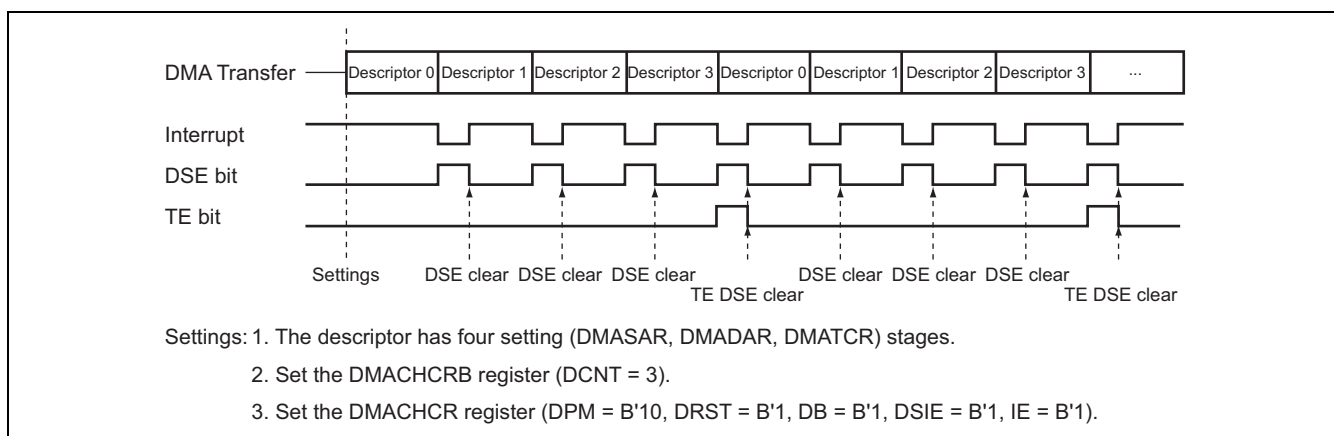 DMA Transfer Descriptor 0 Descriptor 1 Descriptor 2 Descriptor 3 Descriptor 0 Descriptor 1 Descriptor 2 Descriptor 3 ...
Interrupt
DSE bit
TE bit
Settings DSE clear DSE clear DSE clear DSE clear DSE clear DSE clear
TE DSE clear TE DSE clear
Settings: 1. The descriptor has four setting (DMASAR, DMADAR, DMATCR) stages.
2. Set the DMACHCRB register (DCNT = 3).
3. Set the DMACHCR register (DPM = B'10, DRST = B'1, DB = B'1, DSIE = B'1, IE = B'1).